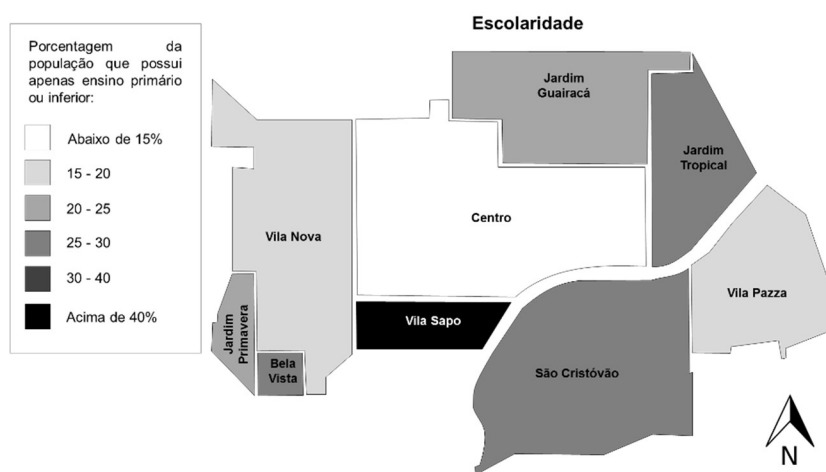 Escolaridade
Porcentagem da
população que possui
apenas ensino primário
ou inferior:
Abaixo de 15%
15 - 20
20 - 25
25 - 30
30 - 40
Acima de 40%
Jardim
Guairacá
Jardim
Tropical
Centro
Vila Nova
Vila Pazza
Vila Sapo
Jardim
Primavera
Bela
Vista
São Cristóvão
N